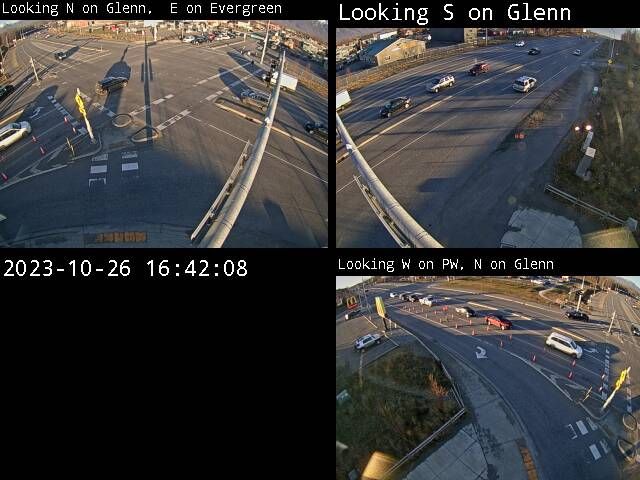 Looking N on Glenn, E on Evergreen
Looking S on Glenn
2023-10-26 16:42:08
Looking W on PW, N on Glenn